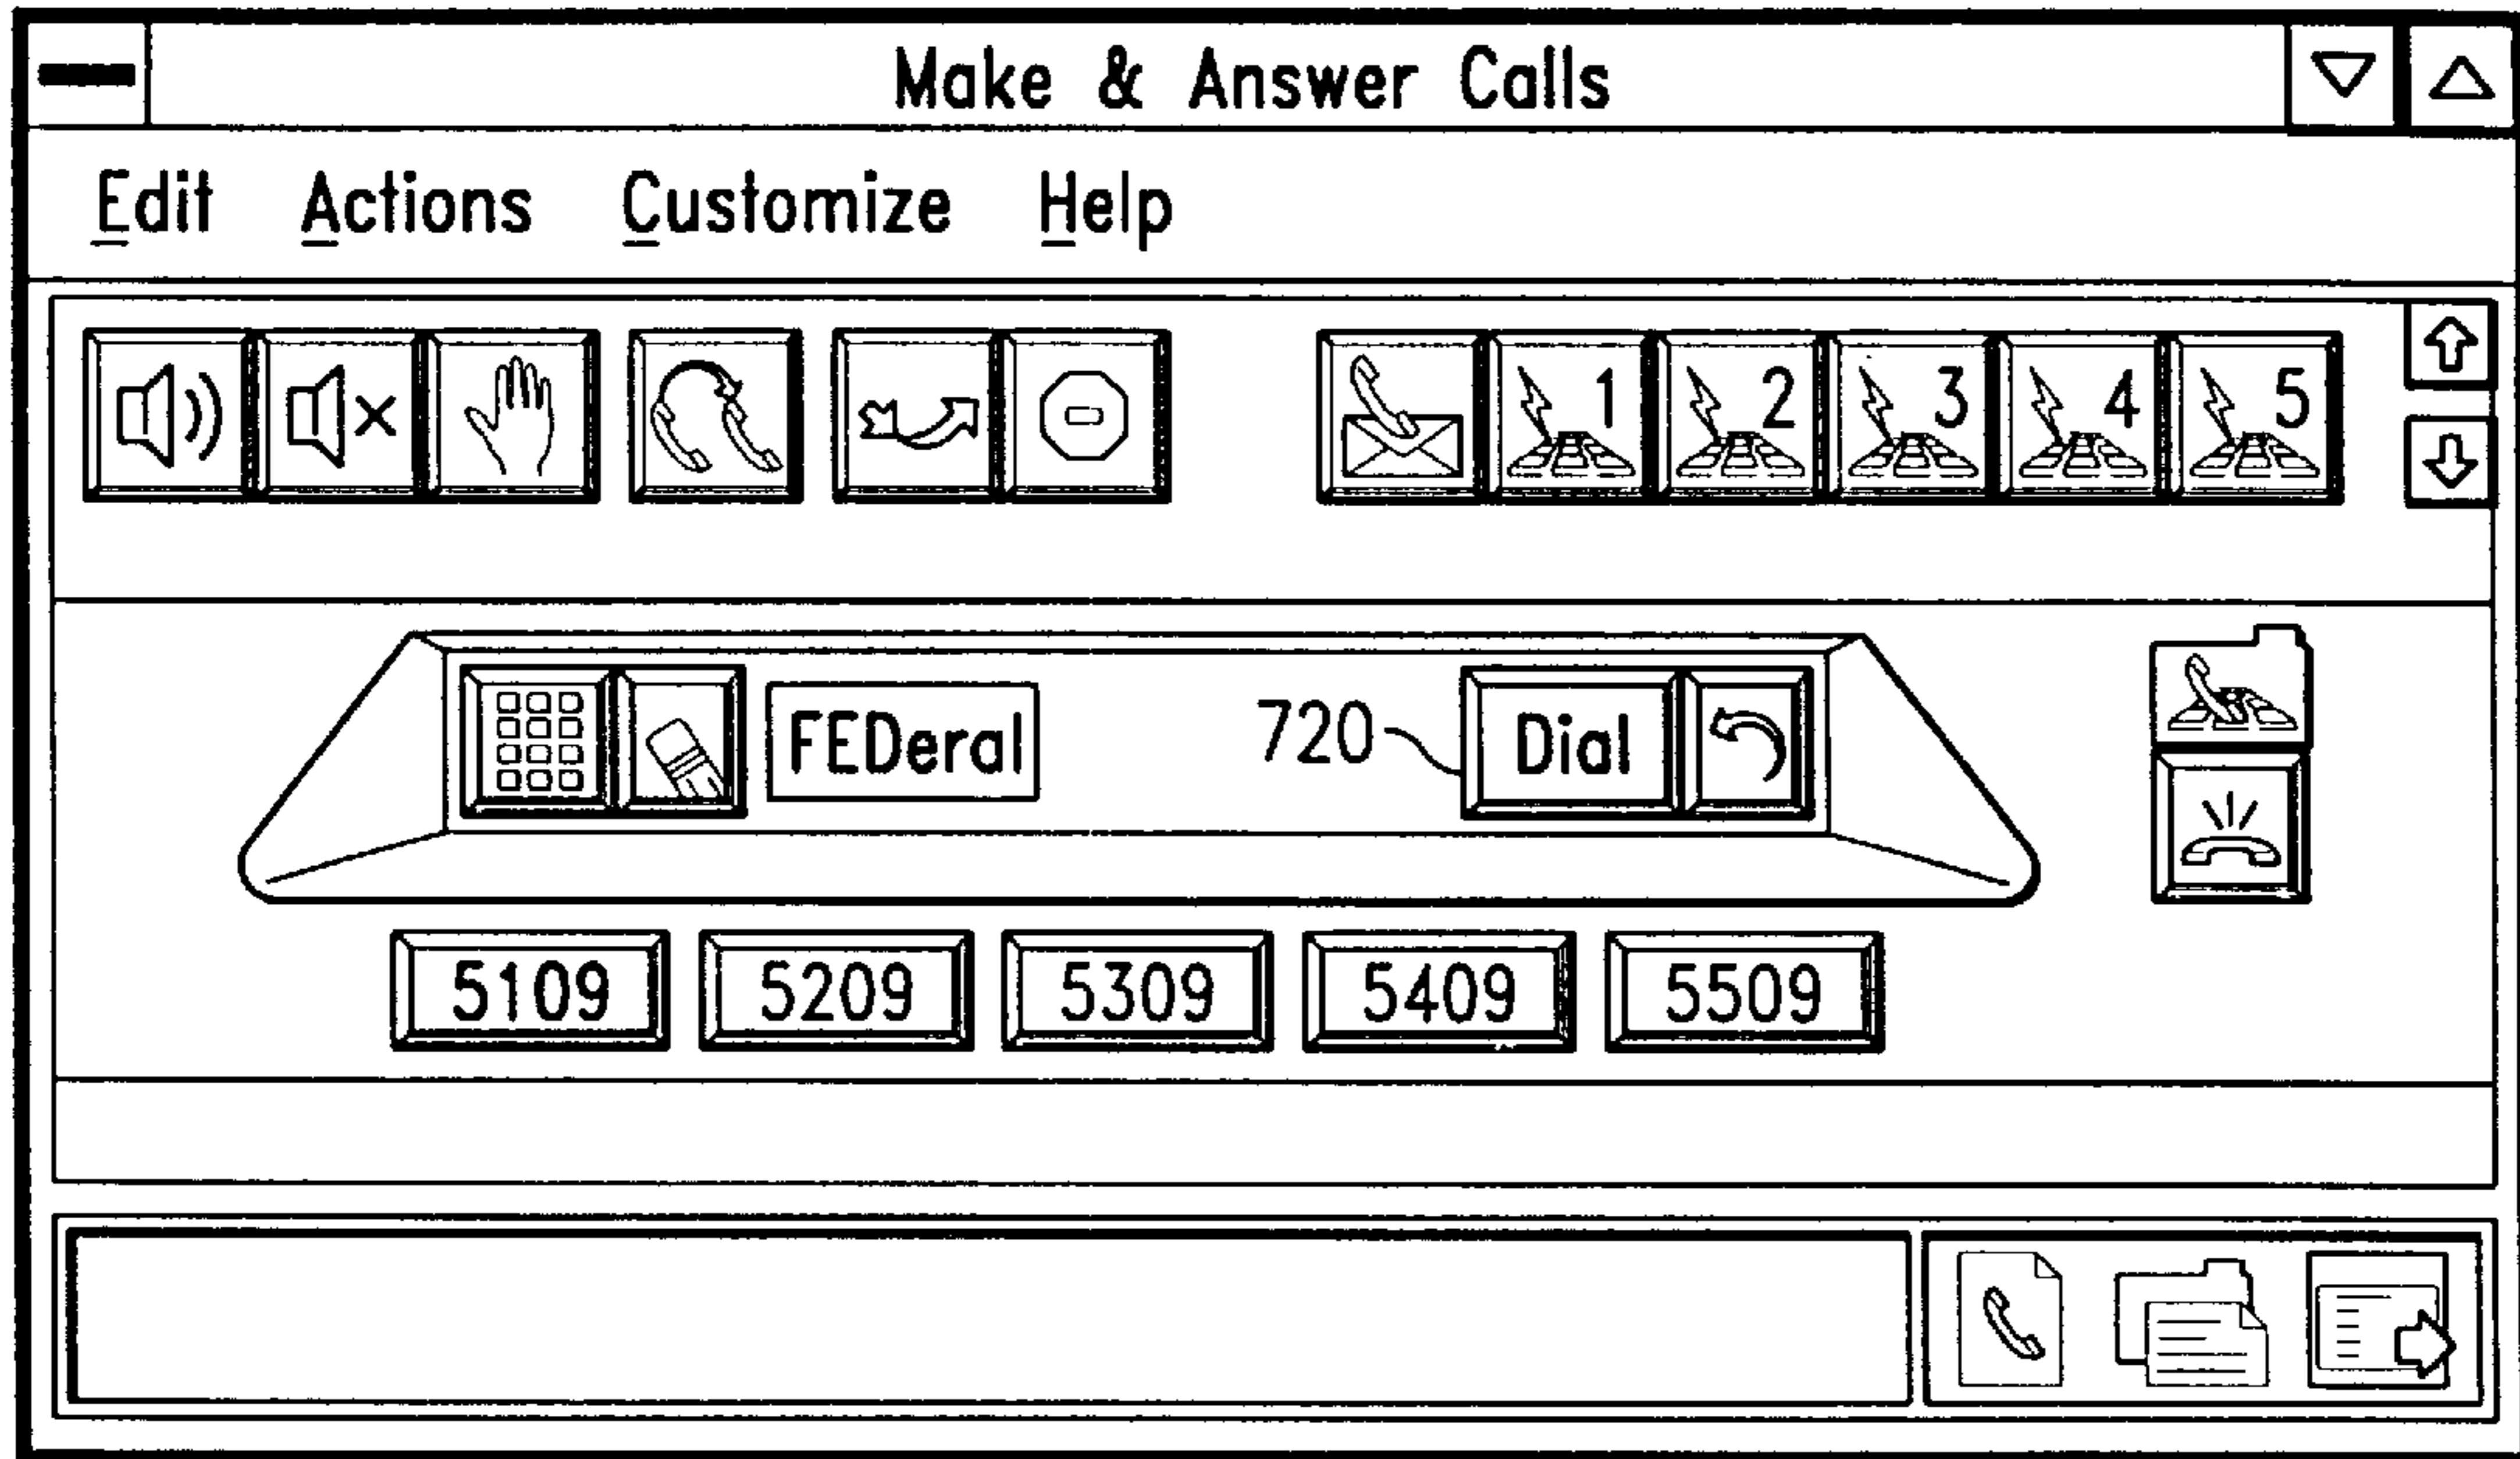 Make & Answer Calls
Edit Actions Customize Help
1 2 3 4 5
FEDeral 720 Dial
5109 5209 5309 5409 5509